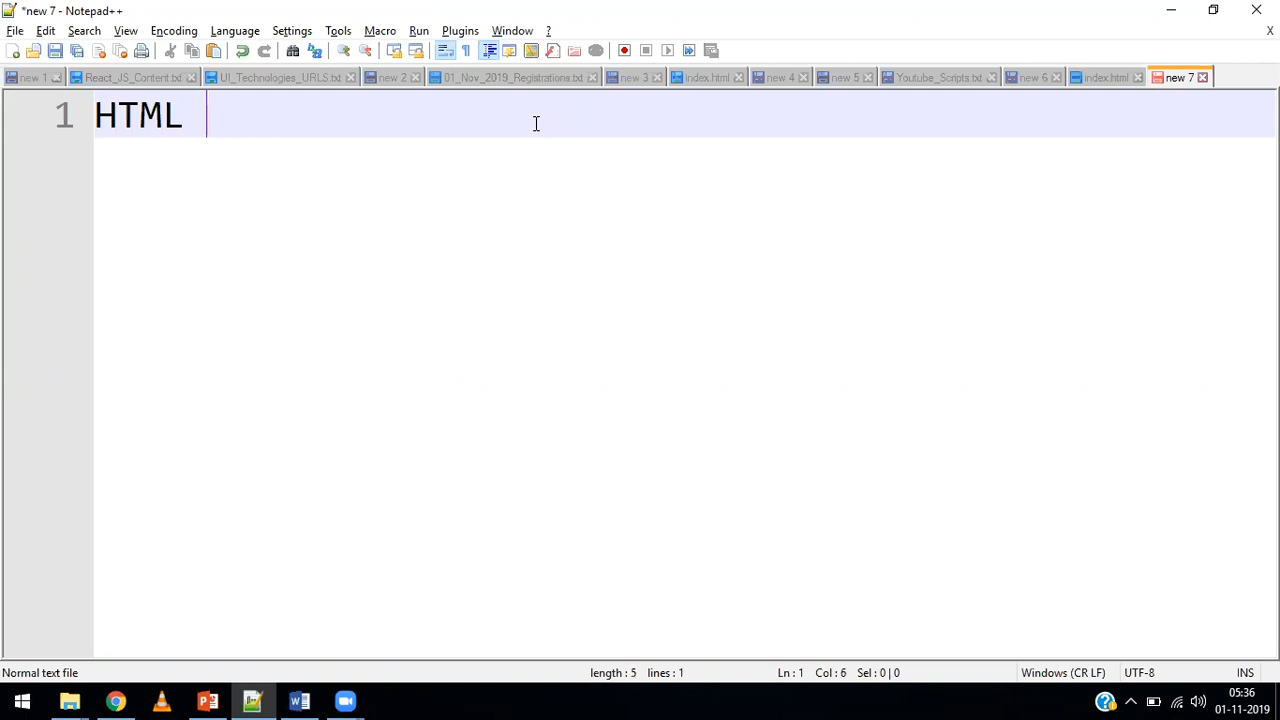 *new 7 - Notepad++
File Edit Search View Encoding Language Settings Tools Macro Run Plugins Window ? X
new 1 React_JS_Content.txt UI_Technologies_URLS.txt new 2 01_Nov_2019_Registrations.txt new 3 index.html new 4 new 5 Youtube_Scripts.txt new 6 index.html new 7
1 HTML
Normal text file length : 5 lines : 1 Ln : 1 Col : 6 Sel : 0 | 0 Windows (CR LF) UTF-8 INS
05:36
01-11-2019